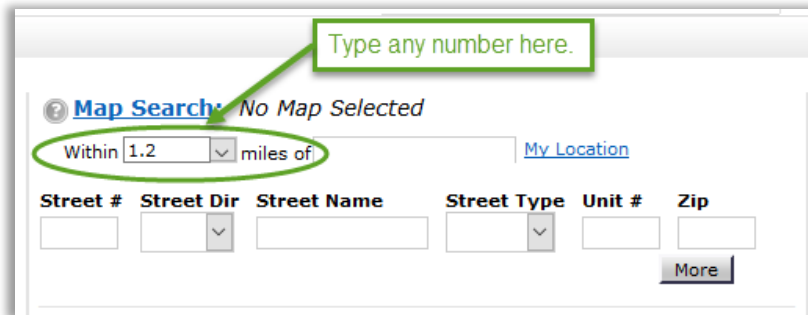 Type any number here.
Map Search: No Map Selected
Within 1.2 miles of My Location
Street # Street Dir Street Name Street Type Unit # Zip
More